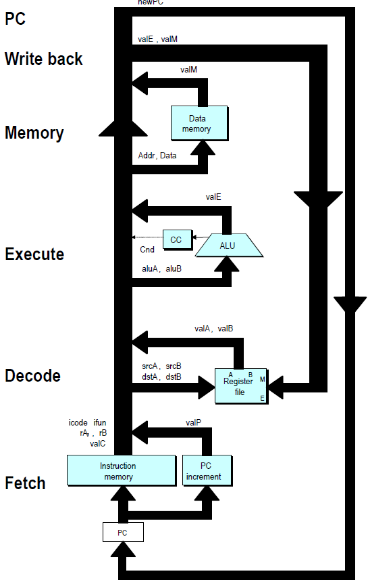 newPC
PC
valE , valM
Write back
valM
Data
memory
Memory
Addr, Data
valE
CC
ALU
Execute
Cnd
aluA, aluB
valA, valB
srcA, srcB
dstA, dstB
A B M
Register
file
E
Decode
icode ifun
rA, rB
valC
valP
Instruction
memory
PC
increment
Fetch
PC